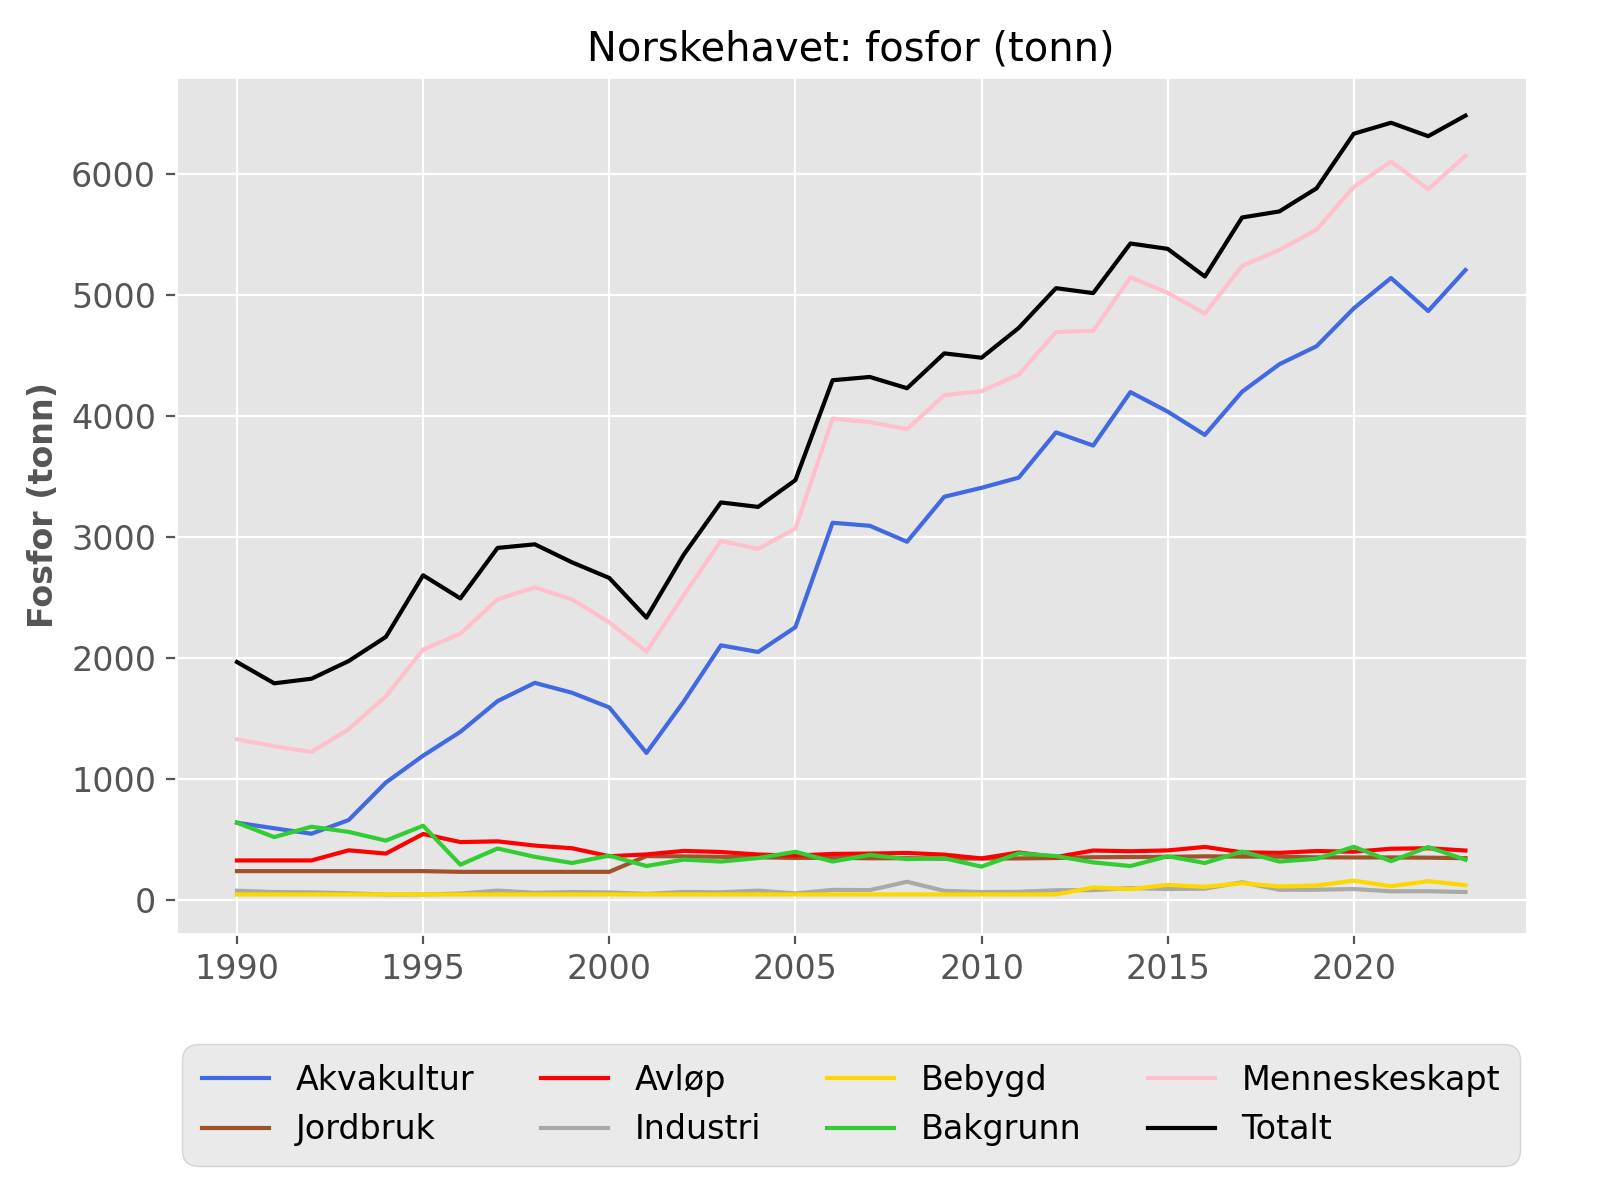 Norskehavet: fosfor (tonn)
Fosfor (tonn)
6000
5000
4000
3000
2000
1000
0
1990 1995 2000 2005 2010 2015 2020
Akvakultur Avløp Bebygd Menneskeskapt
Jordbruk Industri Bakgrunn Totalt